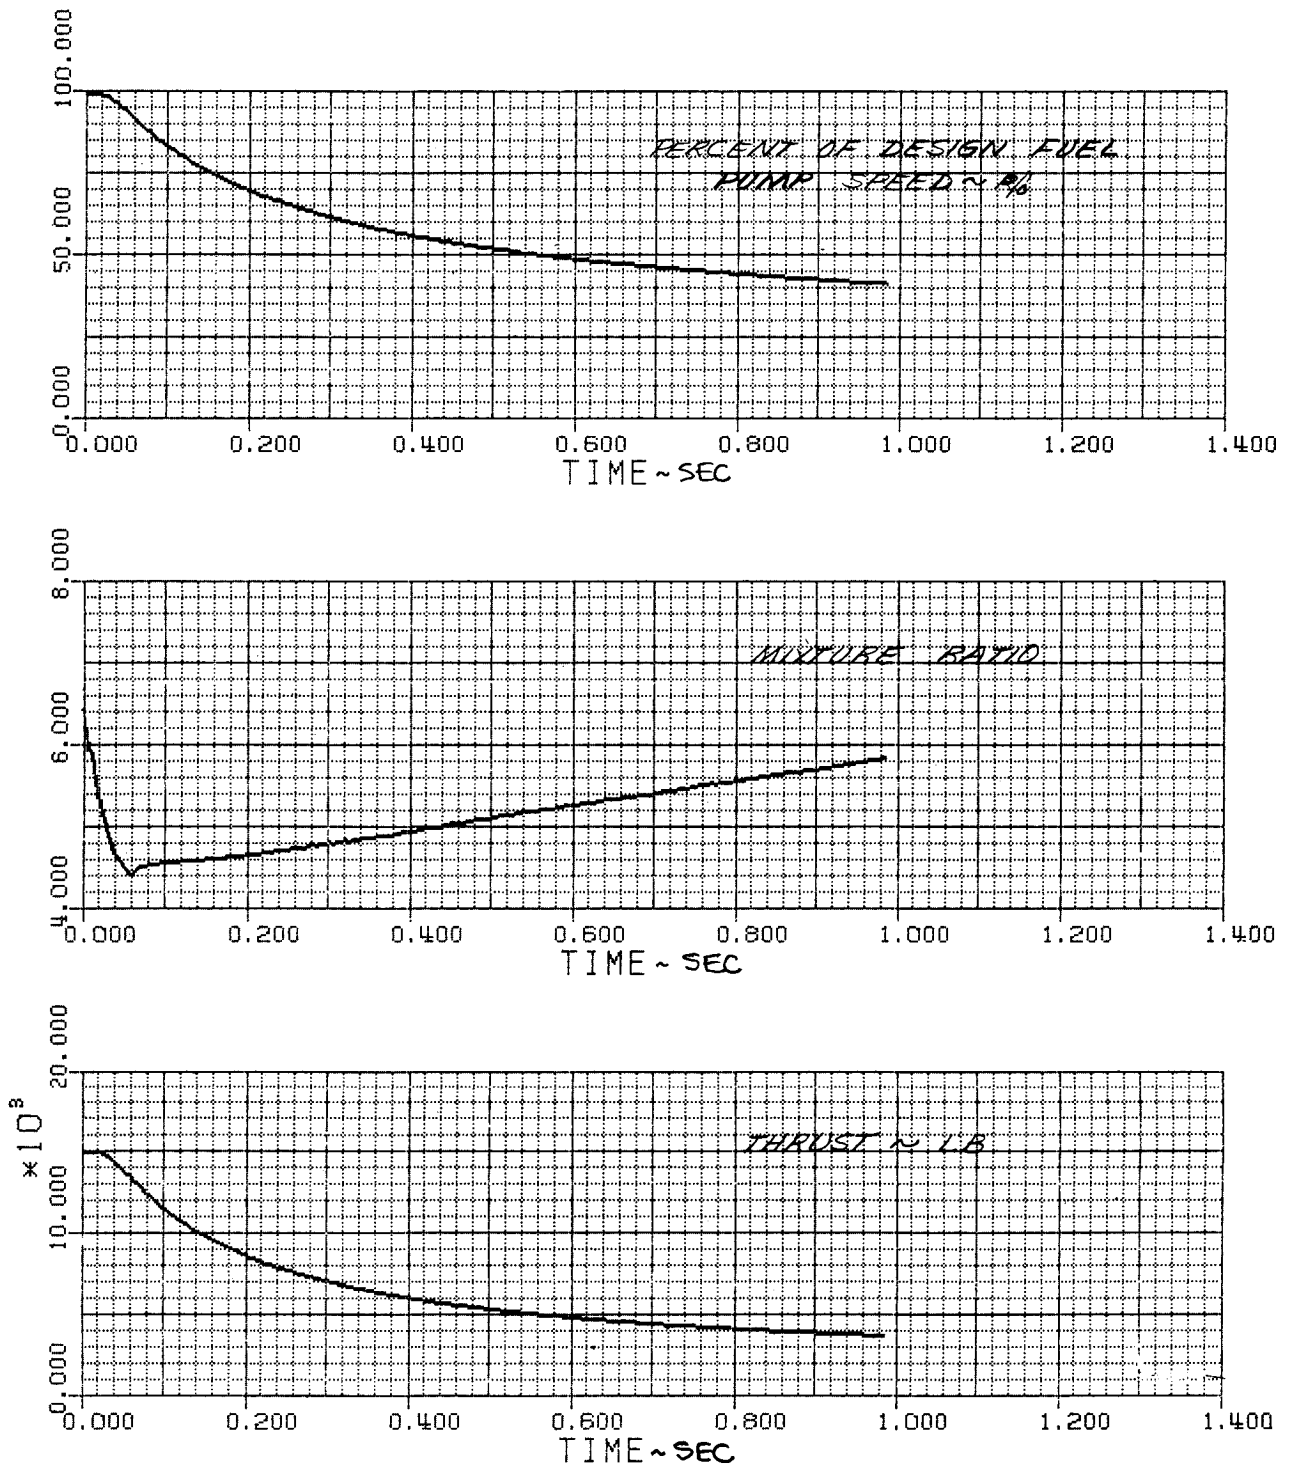 100.000
50.000
0.000
PERCENT OF DESIGN FUEL
PUMP SPEED ~ %
0.000 0.200 0.400 0.600 0.800 1.000 1.200 1.400
TIME ~ SEC
8.000
6.000
4.000
MIXTURE RATIO
0.000 0.200 0.400 0.600 0.800 1.000 1.200 1.400
TIME ~ SEC
*10³
20.000
10.000
0.000
THRUST ~ LB
0.000 0.200 0.400 0.600 0.800 1.000 1.200 1.400
TIME ~ SEC